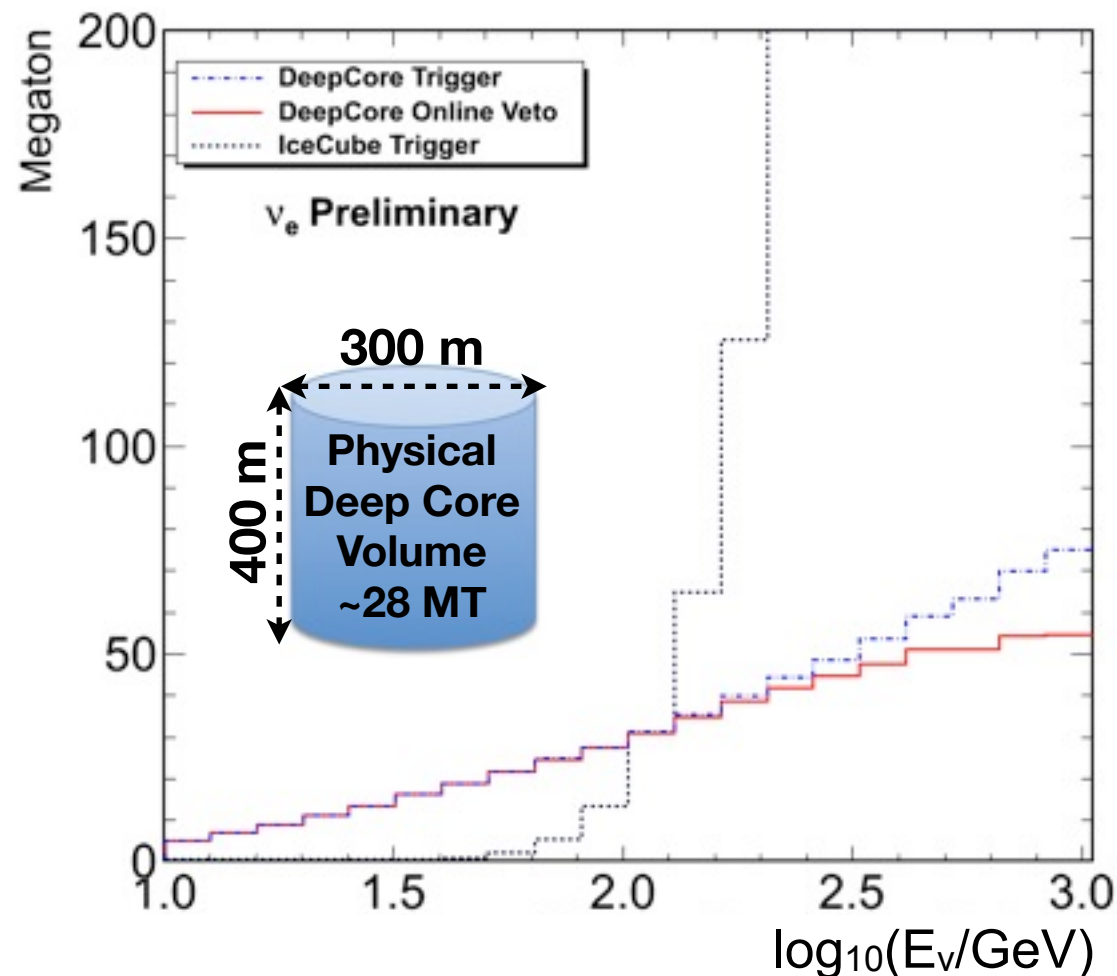 Megaton
200
150
100
50
0
DeepCore Trigger
DeepCore Online Veto
IceCube Trigger
νe Preliminary
300 m
400 m
Physical
Deep Core
Volume
~28 MT
1.0 1.5 2.0 2.5 3.0
log₁₀(Eν/GeV)